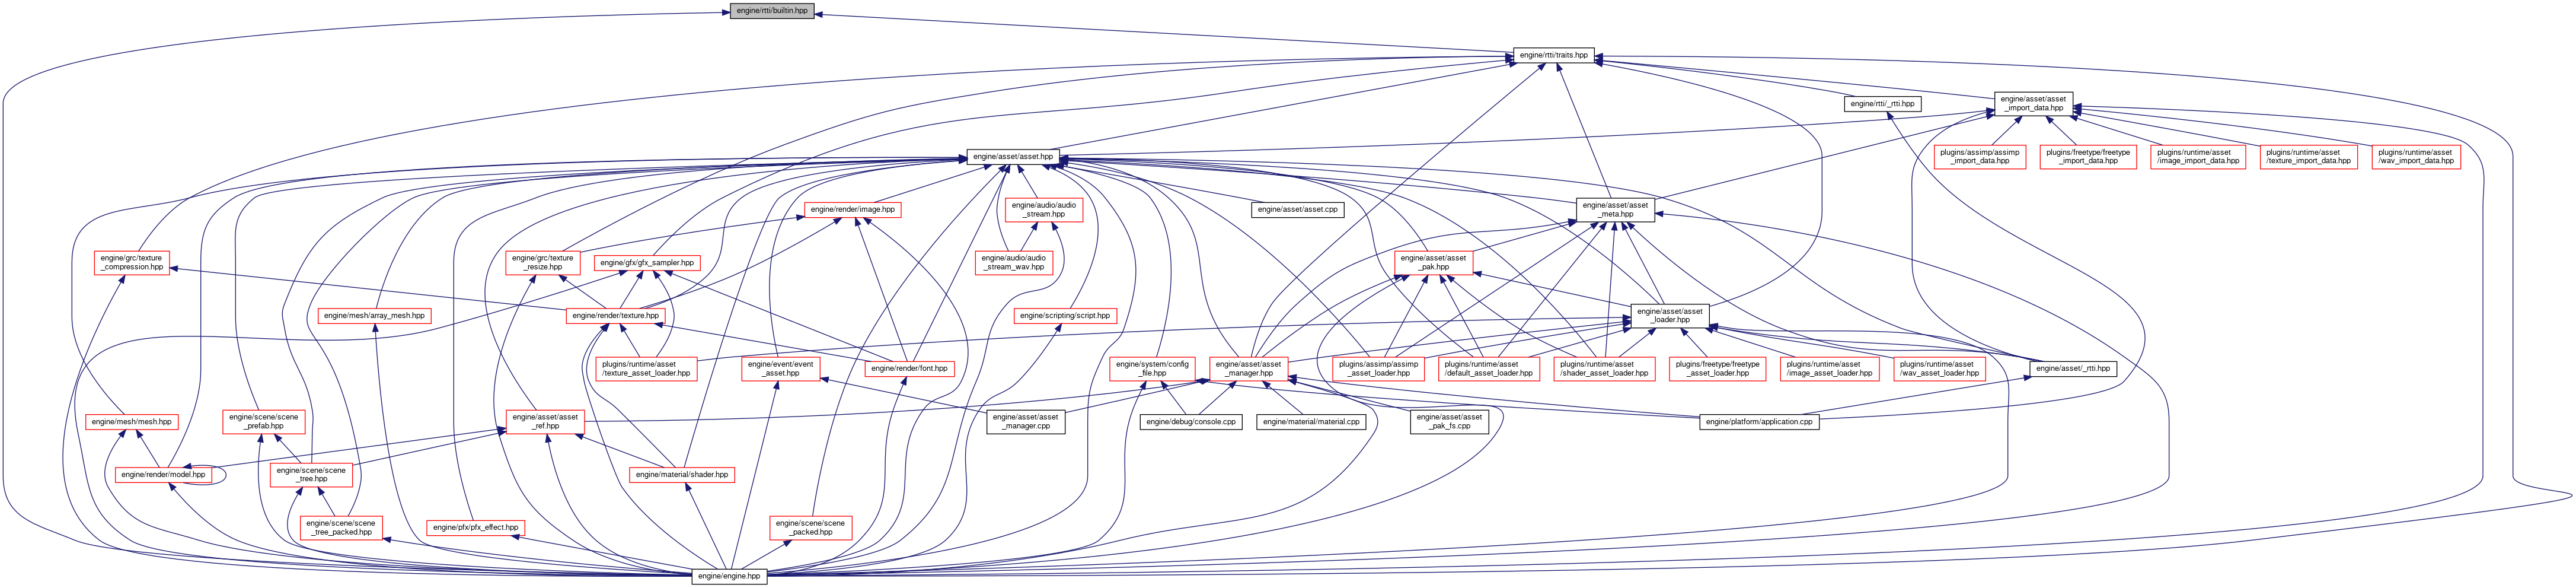 engine/rtti/builtin.hpp
engine/rtti/traits.hpp
engine/rtti/_rtti.hpp
engine/asset/asset
_import_data.hpp
engine/asset/asset.hpp
plugins/assimp/assimp
_import_data.hpp
plugins/freetype/freetype
_import_data.hpp
plugins/runtime/asset
/image_import_data.hpp
plugins/runtime/asset
/texture_import_data.hpp
plugins/runtime/asset
/wav_import_data.hpp
engine/render/image.hpp
engine/audio/audio
_stream.hpp
engine/asset/asset.cpp
engine/asset/asset
_meta.hpp
engine/grc/texture
_compression.hpp
engine/grc/texture
_resize.hpp
engine/gfx/gfx_sampler.hpp
engine/audio/audio
_stream_wav.hpp
engine/asset/asset
_pak.hpp
engine/mesh/array_mesh.hpp
engine/render/texture.hpp
engine/scripting/script.hpp
engine/asset/asset
_loader.hpp
plugins/runtime/asset
/texture_asset_loader.hpp
engine/event/event
_asset.hpp
engine/render/font.hpp
engine/system/config
_file.hpp
engine/asset/asset
_manager.hpp
plugins/assimp/assimp
_asset_loader.hpp
plugins/runtime/asset
/default_asset_loader.hpp
plugins/runtime/asset
/shader_asset_loader.hpp
plugins/freetype/freetype
_asset_loader.hpp
plugins/runtime/asset
/image_asset_loader.hpp
plugins/runtime/asset
/wav_asset_loader.hpp
engine/asset/_rtti.hpp
engine/mesh/mesh.hpp
engine/scene/scene
_prefab.hpp
engine/asset/asset
_ref.hpp
engine/asset/asset
_manager.cpp
engine/debug/console.cpp
engine/material/material.cpp
engine/asset/asset
_pak_fs.cpp
engine/platform/application.cpp
engine/render/model.hpp
engine/scene/scene
_tree.hpp
engine/material/shader.hpp
engine/scene/scene
_tree_packed.hpp
engine/pfx/pfx_effect.hpp
engine/scene/scene
_packed.hpp
engine/engine.hpp